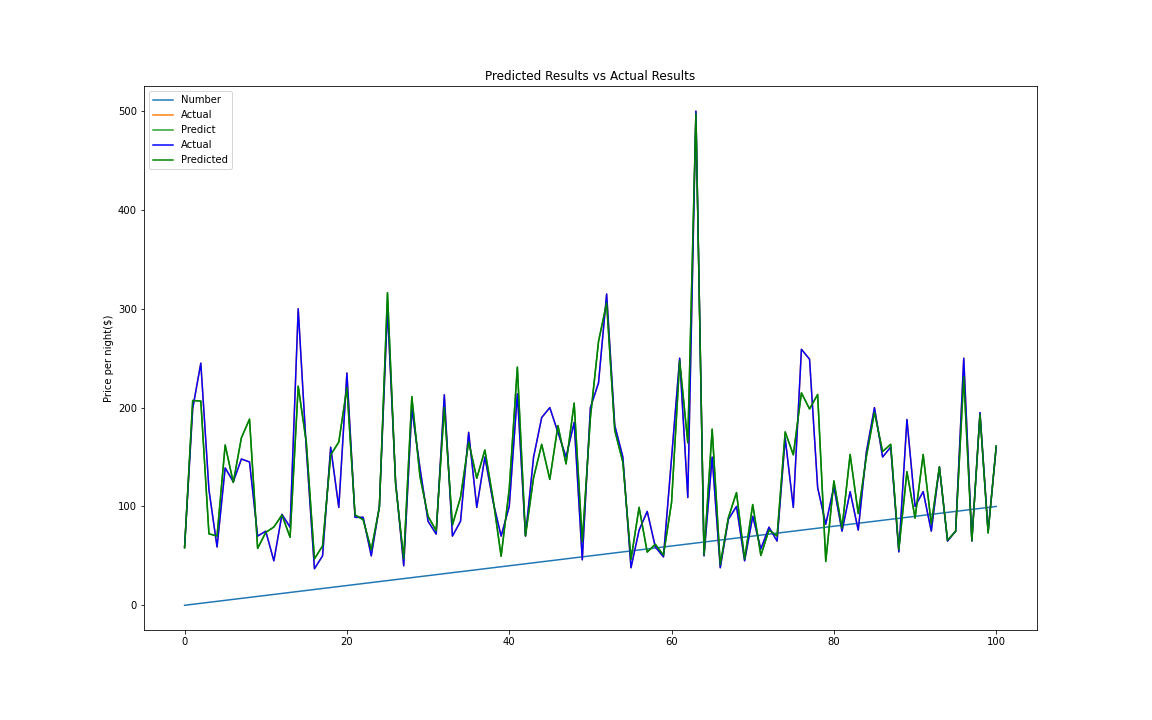 Predicted Results vs Actual Results
Number
Actual
Predict
Actual
Predicted
Price per night($)
500
400
300
200
100
0
0 20 40 60 80 100